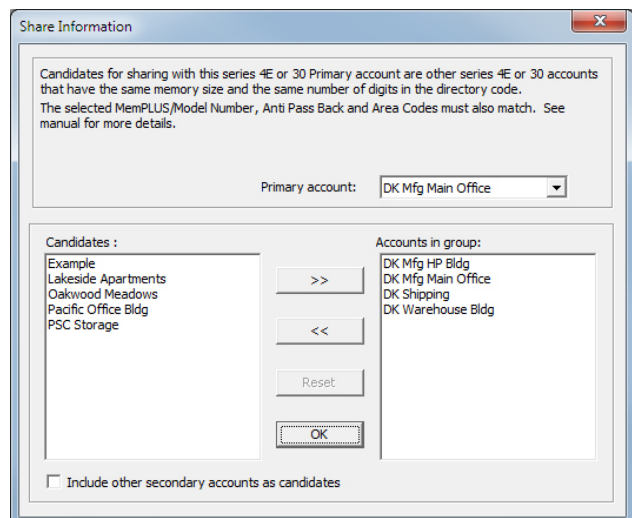 Share Information
Candidates for sharing with this series 4E or 30 Primary account are other series 4E or 30 accounts
that have the same memory size and the same number of digits in the directory code.
The selected MemPLUS/Model Number, Anti Pass Back and Area Codes must also match.  See
manual for more details.
Primary account: DK Mfg Main Office
Candidates :
Example
Lakeside Apartments
Oakwood Meadows
Pacific Office Bldg
PSC Storage
>>
<<
Reset
OK
Accounts in group:
DK Mfg HP Bldg
DK Mfg Main Office
DK Shipping
DK Warehouse Bldg
Include other secondary accounts as candidates